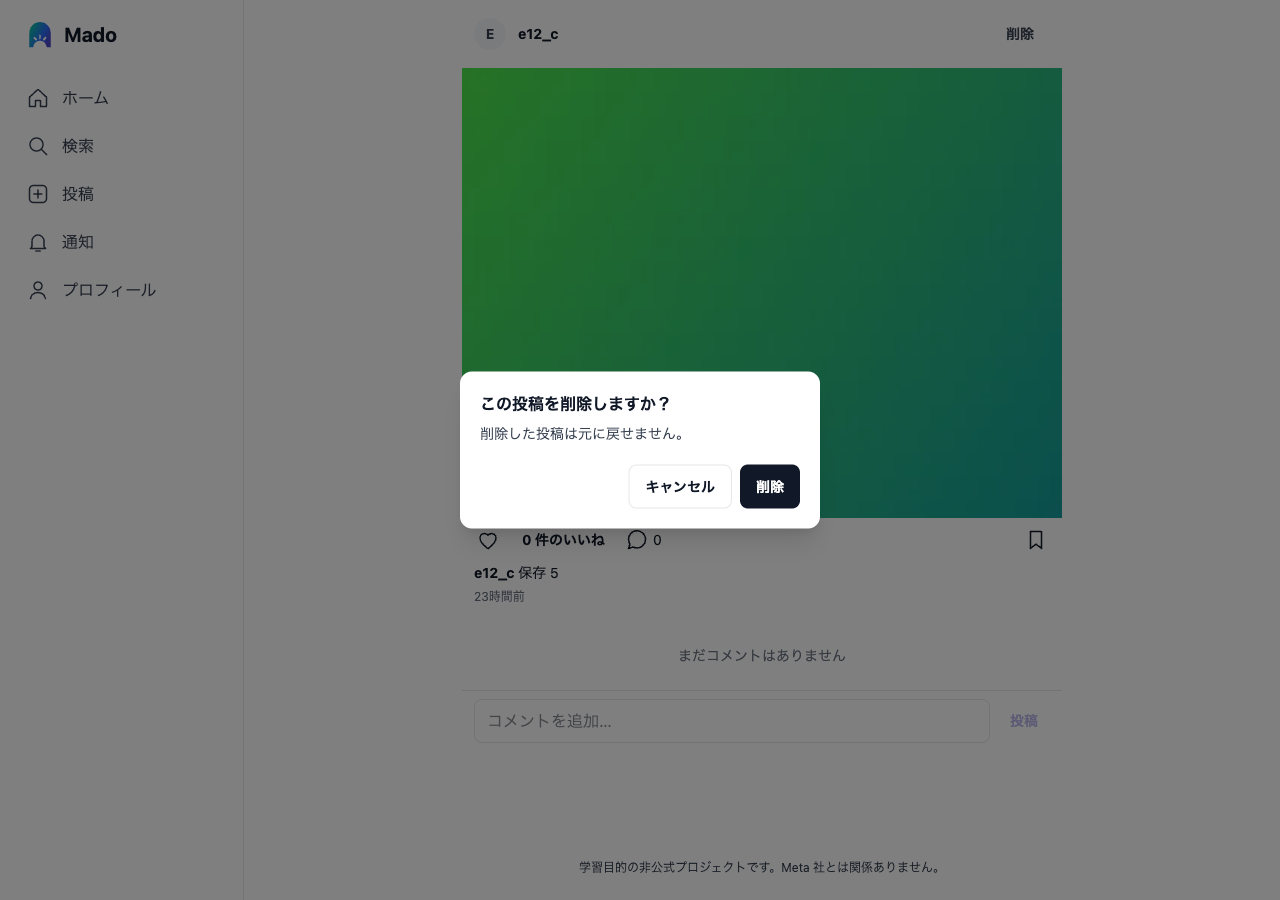 Mado
ホーム
検索
投稿
通知
プロフィール
E e12_c 削除
この投稿を削除しますか？
削除した投稿は元に戻せません。
キャンセル 削除
0 件のいいね 0
e12_c 保存 5
23時間前
まだコメントはありません
コメントを追加... 投稿
学習目的の非公式プロジェクトです。Meta 社とは関係ありません。